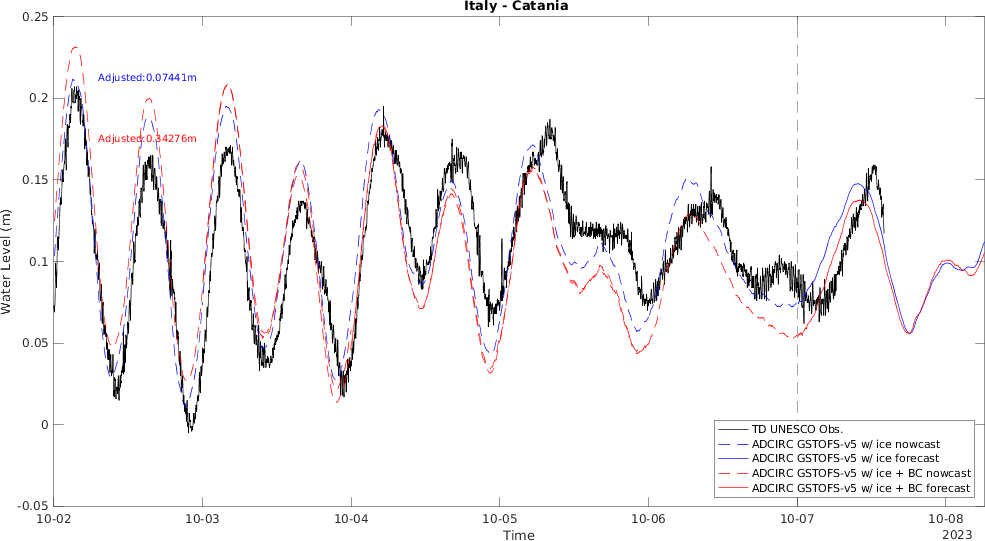 Italy - Catania
0.25
0.2
0.15
0.1
0.05
0
-0.05
Water Level (m)
Adjusted:0.07441m
Adjusted:0.34276m
TD UNESCO Obs.
ADCIRC GSTOFS-v5 w/ ice nowcast
ADCIRC GSTOFS-v5 w/ ice forecast
ADCIRC GSTOFS-v5 w/ ice + BC nowcast
ADCIRC GSTOFS-v5 w/ ice + BC forecast
10-02 10-03 10-04 10-05 10-06 10-07 10-08
Time
2023